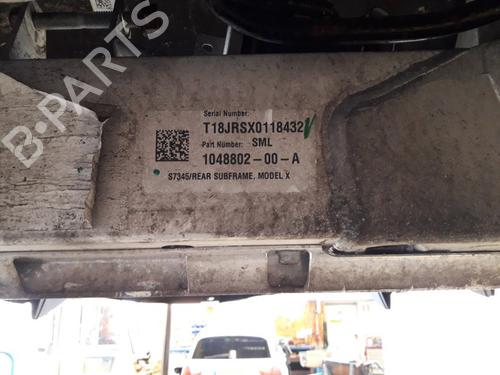 B-PARTS
Serial Number:
T18JRSX0118432
Part Number: SML
1048802-00-A
S7345/REAR SUBFRAME, MODEL X